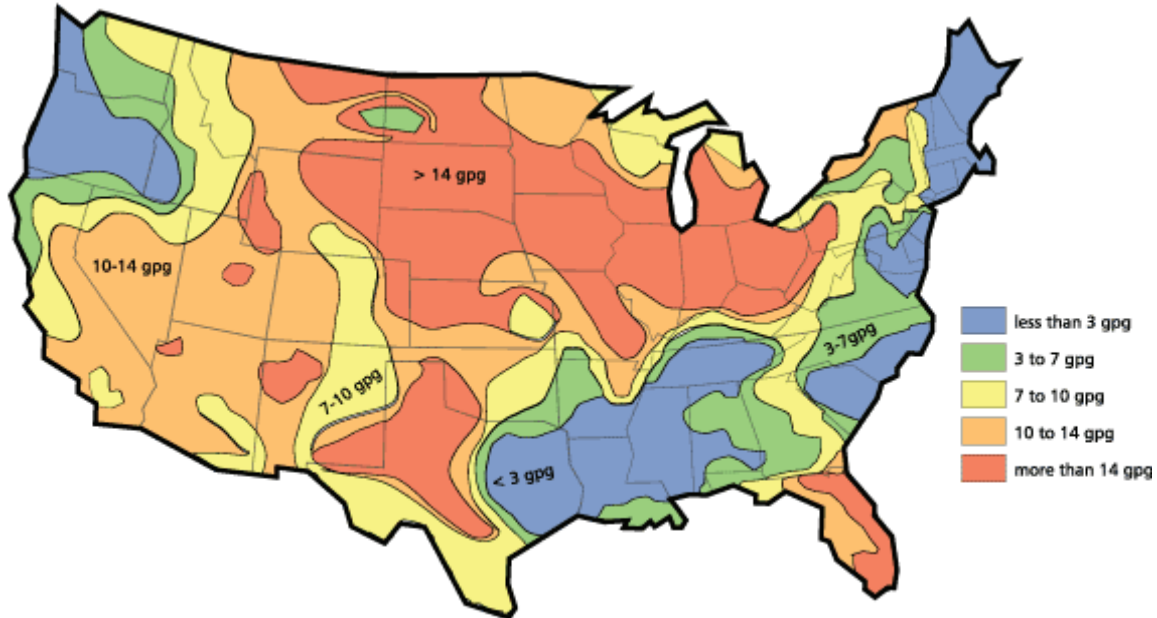 > 14 gpg
10-14 gpg
7-10 gpg
3-7gpg
< 3 gpg
less than 3 gpg
3 to 7 gpg
7 to 10 gpg
10 to 14 gpg
more than 14 gpg